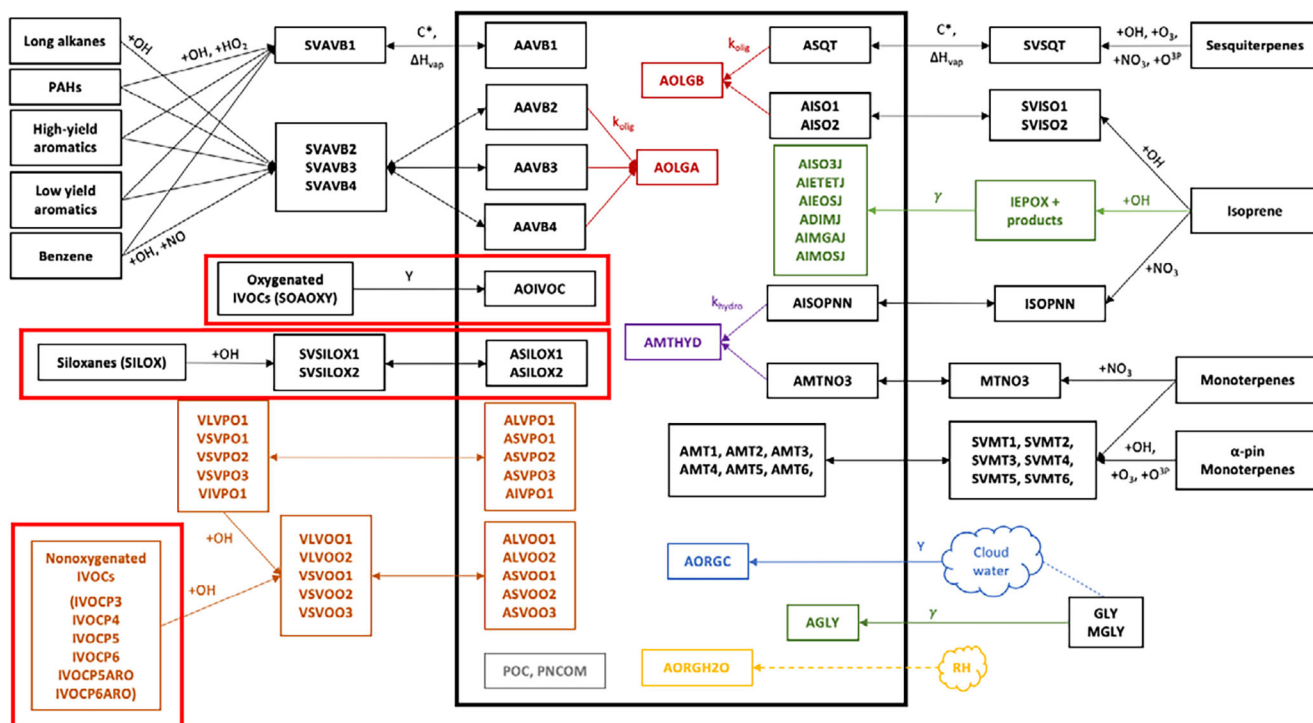 Long alkanes
PAHs
High-yield
aromatics
Low yield
aromatics
Benzene
+OH
+OH, +HO₂
+OH, +NO
SVAVB1
SVAVB2
SVAVB3
SVAVB4
C*,
ΔHvap
AAVB1
AAVB2
AAVB3
AAVB4
kolig
AOLGA
Oxygenated
IVOCs (SOAOXY)
Y
AOIVOC
Siloxanes (SILOX)
+OH
SVSILOX1
SVSILOX2
ASILOX1
ASILOX2
VLVPO1
VSVPO1
VSVPO2
VSVPO3
VIVPO1
ALVPO1
ASVPO1
ASVPO2
ASVPO3
AIVPO1
+OH
Nonoxygenated
IVOCs
(IVOCP3
IVOCP4
IVOCP5
IVOCP6
IVOCP5ARO
IVOCP6ARO)
+OH
VLVOO1
VLVOO2
VSVOO1
VSVOO2
VSVOO3
ALVOO1
ALVOO2
ASVOO1
ASVOO2
ASVOO3
POC, PNCOM
AOLGB
kolig
ASQT
C*,
ΔHvap
SVSQT
+OH, +O₃,
+NO₃, +O³ᴾ
Sesquiterpenes
AISO1
AISO2
SVISO1
SVISO2
+OH
AISO3J
AIETETJ
AIEOSJ
ADIMJ
AIMGAJ
AIMOSJ
γ
IEPOX +
products
+OH
Isoprene
+NO₃
khydro
AISOPNN
ISOPNN
AMTHYD
AMTNO3
MTNO3
+NO₃
Monoterpenes
AMT1, AMT2, AMT3,
AMT4, AMT5, AMT6,
SVMT1, SVMT2,
SVMT3, SVMT4,
SVMT5, SVMT6,
+OH,
+O₃, +O³ᴾ
α-pin
Monoterpenes
AORGC
Y
Cloud
water
AGLY
γ
GLY
MGLY
AORGH2O
RH